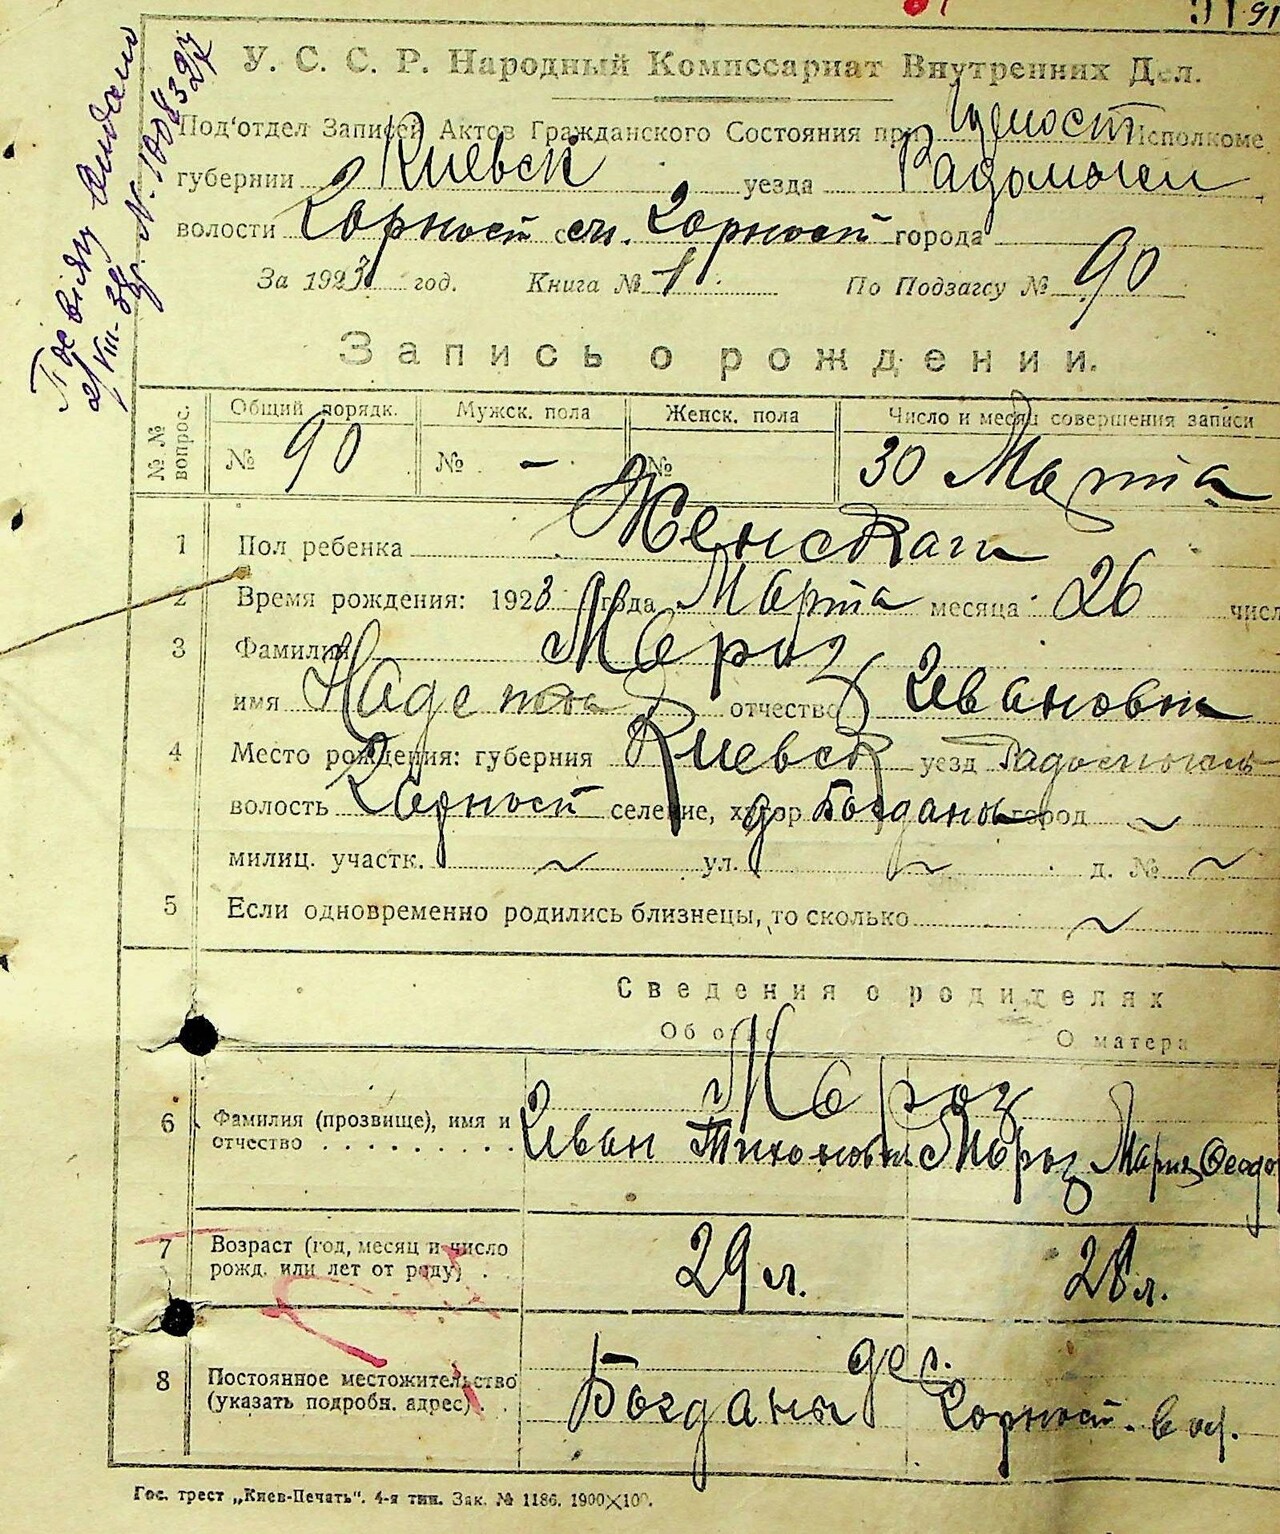 91
У. С. С. Р. Народный Комиссариат Внутренних Дел.
Под'отдел Записей Актов Гражданского Состояния при Исполкоме
губернии Киевск уезда Радомысл
волости Горност с. Горност города
За 1923 год. Книга № 1. По Подзагсу № 90
Запись о рождении.
№ № вопрос. Общий порядк. Мужск. пола Женск. пола Число и месяц совершения записи
№ 90 № - № 30 Марта
1 Пол ребенка Женская
2 Время рождения: 1923 года Марта месяца 26 числ
3 Фамилия Мороз
имя Надежда отчество Ивановна
4 Место рождения: губерния Киевск уезд Радомысль
волость Горност селение, хутор д Богданы город ~
милиц. участк. ~ ул. ~ д. № ~
5 Если одновременно родились близнецы, то сколько ~
Сведения о родителях
Об отце О матери
6 Фамилия (прозвище), имя и отчество Мороз
Иван Тихонович Мороз Мария Феодо
7 Возраст (год, месяц и число рожд. или лет от роду) 29 л. 28 л.
8 Постоянное местожительство (указать подробн. адрес) дер.
Богданы Горност. вол.
Гос. трест „Киев-Печать". 4-я тип. Зак. № 1186. 1900×100.